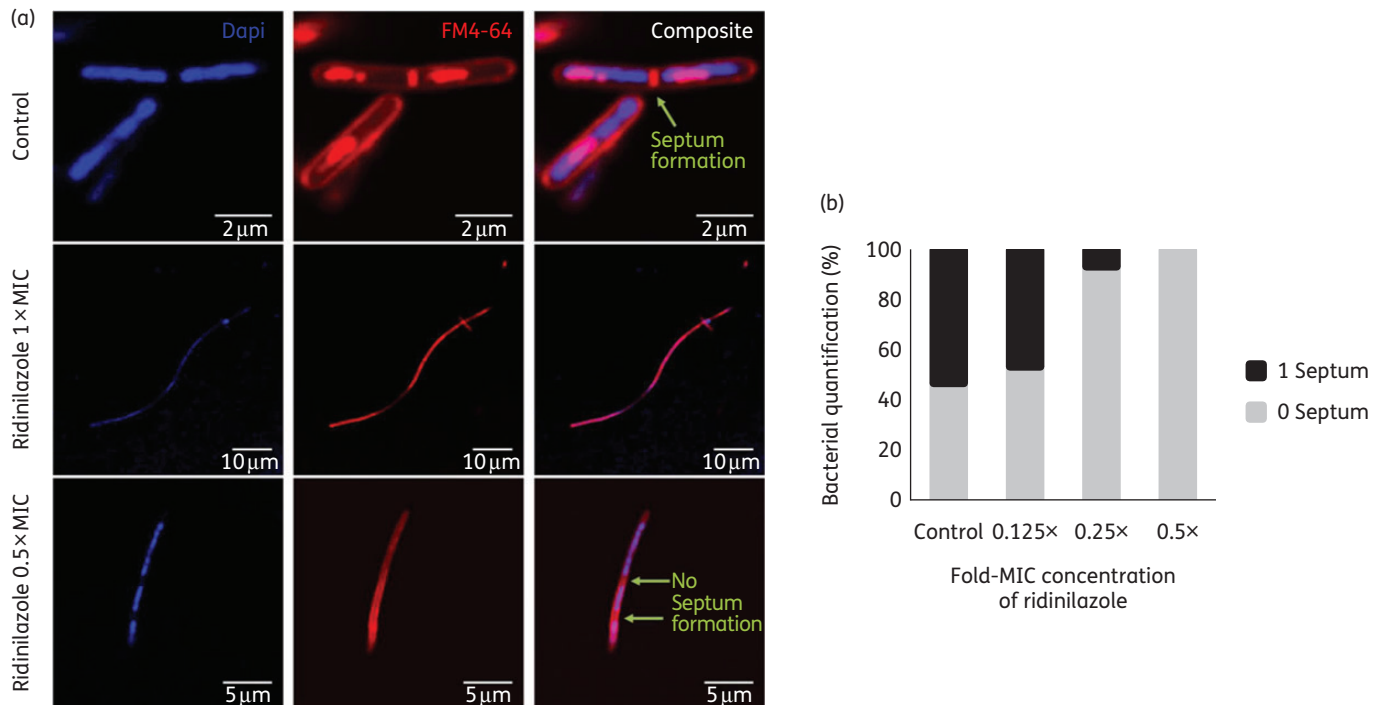 (a)
Dapi
FM4-64
Composite
Control
Septum
formation
2 µm
2 µm
2 µm
Ridinilazole 1× MIC
10 µm
10 µm
10 µm
Ridinilazole 0.5× MIC
No
Septum
formation
5 µm
5 µm
5 µm
(b)
Bacterial quantification (%)
100
80
60
40
20
0
Control 0.125× 0.25× 0.5×
Fold-MIC concentration
of ridinilazole
1 Septum
0 Septum